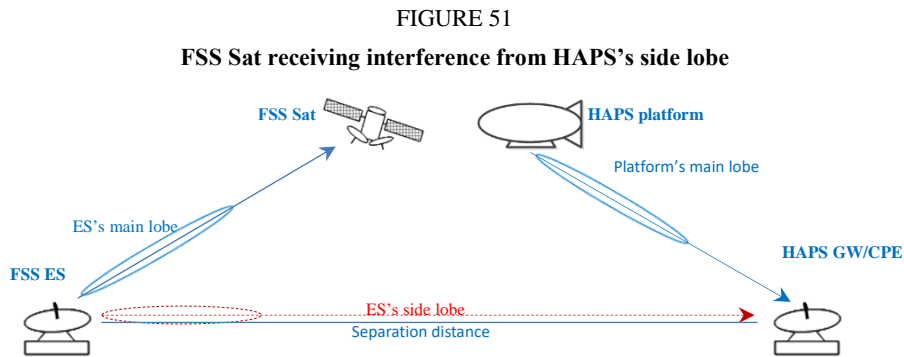 FIGURE 51
FSS Sat receiving interference from HAPS's side lobe
FSS Sat
HAPS platform
Platform's main lobe
ES's main lobe
HAPS GW/CPE
FSS ES
ES's side lobe
Separation distance